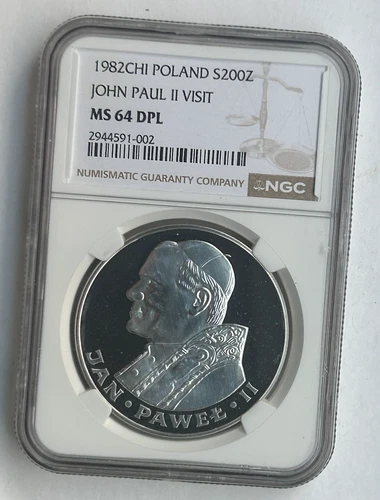 1982CHI POLAND S200Z
JOHN PAUL II VISIT
MS 64 DPL
2944591-002
NUMISMATIC GUARANTY COMPANY
NGC
JAN • PAWEŁ • II